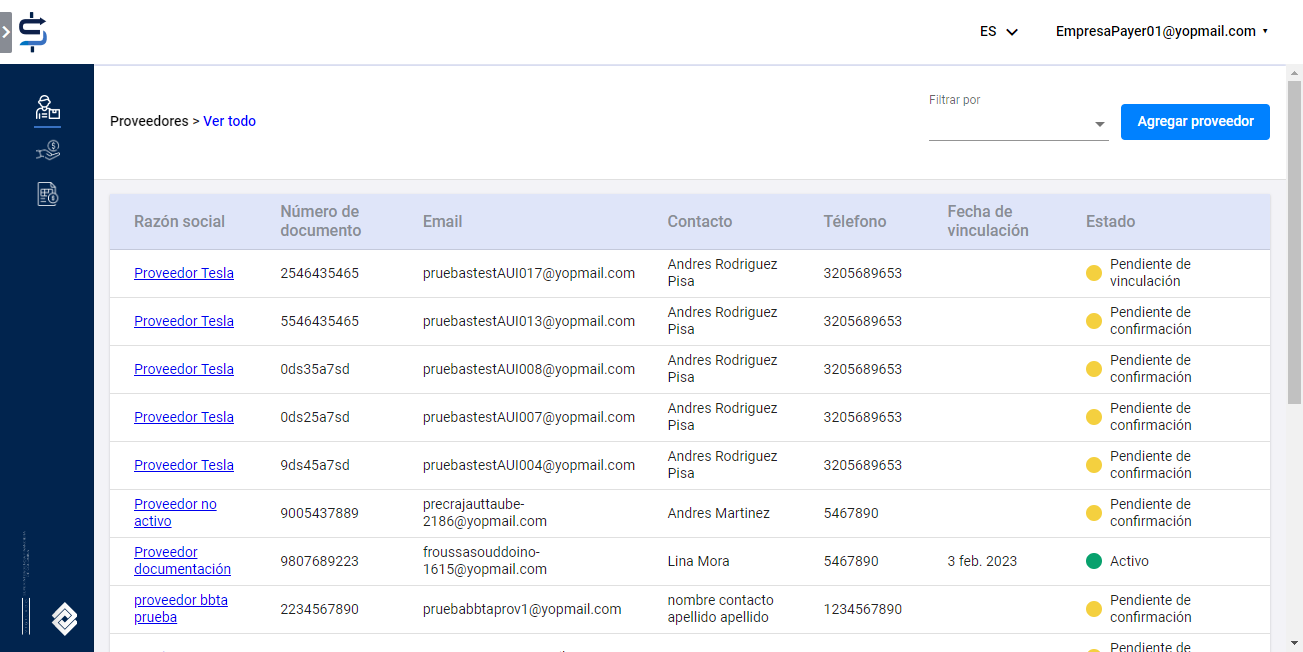 ES
EmpresaPayer01@yopmail.com
Proveedores > Ver todo
Filtrar por
Agregar proveedor
Razón social
Número de
documento
Email
Contacto
Télefono
Fecha de
vinculación
Estado
Proveedor Tesla
2546435465
pruebastestAUI017@yopmail.com
Andres Rodriguez
Pisa
3205689653
Pendiente de
vinculación
Proveedor Tesla
5546435465
pruebastestAUI013@yopmail.com
Andres Rodriguez
Pisa
3205689653
Pendiente de
confirmación
Proveedor Tesla
0ds35a7sd
pruebastestAUI008@yopmail.com
Andres Rodriguez
Pisa
3205689653
Pendiente de
confirmación
Proveedor Tesla
0ds25a7sd
pruebastestAUI007@yopmail.com
Andres Rodriguez
Pisa
3205689653
Pendiente de
confirmación
Proveedor Tesla
9ds45a7sd
pruebastestAUI004@yopmail.com
Andres Rodriguez
Pisa
3205689653
Pendiente de
confirmación
Proveedor no
activo
9005437889
precrajauttaube-
2186@yopmail.com
Andres Martinez
5467890
Pendiente de
confirmación
Proveedor
documentación
9807689223
froussasouddoino-
1615@yopmail.com
Lina Mora
5467890
3 feb. 2023
Activo
proveedor bbta
prueba
2234567890
pruebabbtaprov1@yopmail.com
nombre contacto
apellido apellido
1234567890
Pendiente de
confirmación
Pendiente de